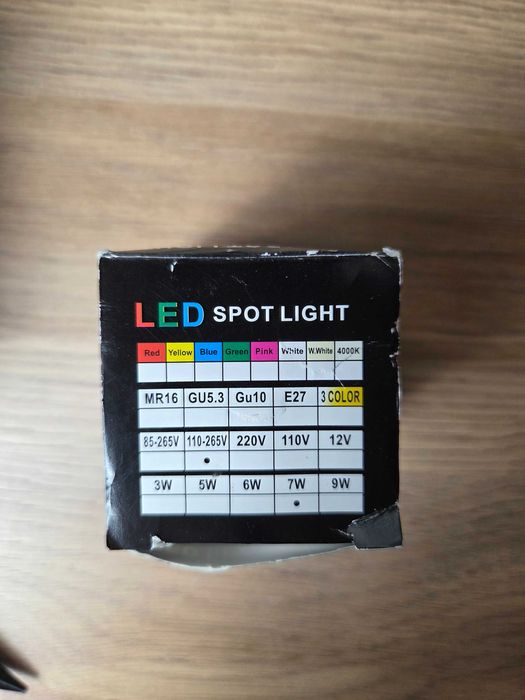 LED SPOT LIGHT
Red Yellow Blue Green Pink White W.White 4000K
MR16 GU5.3 Gu10 E27 3 COLOR
85-265V 110-265V 220V 110V 12V
3W 5W 6W 7W 9W